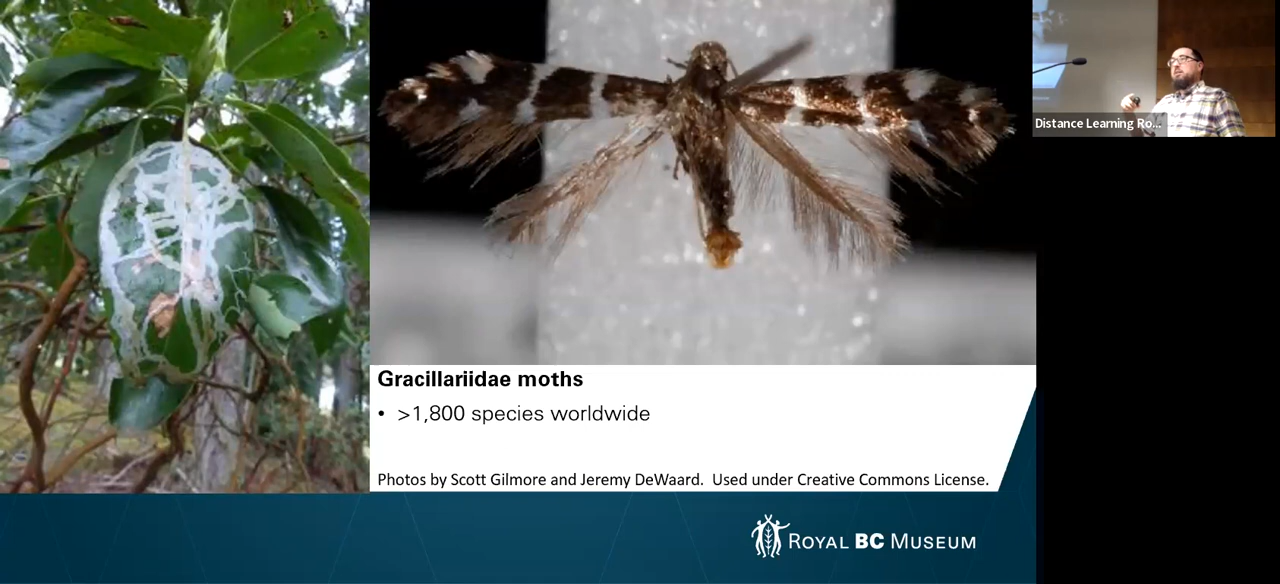 Distance Learning Ro...
Gracillariidae moths
• >1,800 species worldwide
Photos by Scott Gilmore and Jeremy DeWaard. Used under Creative Commons License.
ROYAL BC MUSEUM